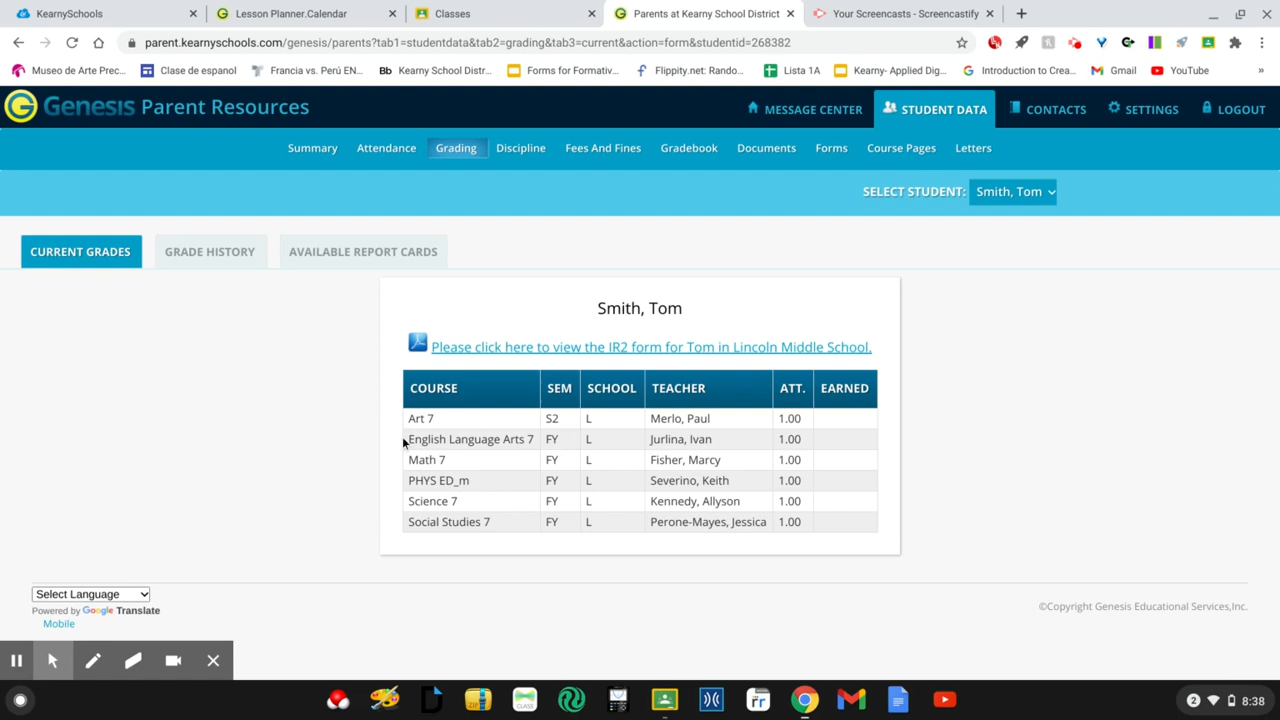 KearnySchools
Lesson Planner.Calendar
Classes
Parents at Kearny School District
Your Screencasts - Screencastify
parent.kearnyschools.com/genesis/parents?tab1=studentdata&tab2=grading&tab3=current&action=form&studentid=268382
Museo de Arte Prec...
Clase de espanol
Francia vs. Perú EN...
Bb Kearny School Distr...
Forms for Formativ...
Flippity.net: Rando...
Lista 1A
Kearny- Applied Dig...
Introduction to Crea...
Gmail
YouTube
»
Genesis Parent Resources
MESSAGE CENTER
STUDENT DATA
CONTACTS
SETTINGS
LOGOUT
Summary
Attendance
Grading
Discipline
Fees And Fines
Gradebook
Documents
Forms
Course Pages
Letters
SELECT STUDENT: Smith, Tom
CURRENT GRADES
GRADE HISTORY
AVAILABLE REPORT CARDS
Smith, Tom
Please click here to view the IR2 form for Tom in Lincoln Middle School.
COURSE SEM SCHOOL TEACHER ATT. EARNED
Art 7 S2 L Merlo, Paul 1.00
English Language Arts 7 FY L Jurlina, Ivan 1.00
Math 7 FY L Fisher, Marcy 1.00
PHYS ED_m FY L Severino, Keith 1.00
Science 7 FY L Kennedy, Allyson 1.00
Social Studies 7 FY L Perone-Mayes, Jessica 1.00
Select Language
Powered by Google Translate
Mobile
©Copyright Genesis Educational Services,Inc.
CLASS
2 8:38